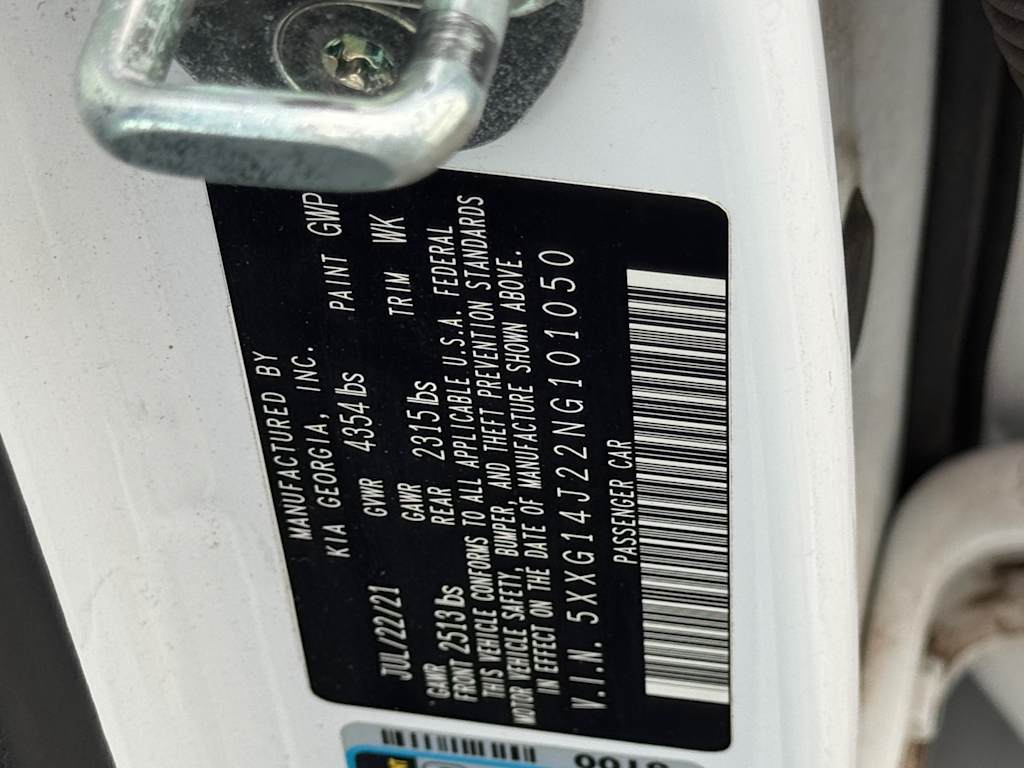 MANUFACTURED BY
KIA GEORGIA, INC.
JUL/22/21 GVWR 4354 lbs PAINT GWP
GAWR GAWR TRIM WK
FRONT 2513 lbs REAR 2315 lbs
THIS VEHICLE CONFORMS TO ALL APPLICABLE U.S.A. FEDERAL
MOTOR VEHICLE SAFETY, BUMPER, AND THEFT PREVENTION STANDARDS
IN EFFECT ON THE DATE OF MANUFACTURE SHOWN ABOVE.
V.I.N. 5XXG14J22NG101050
PASSENGER CAR